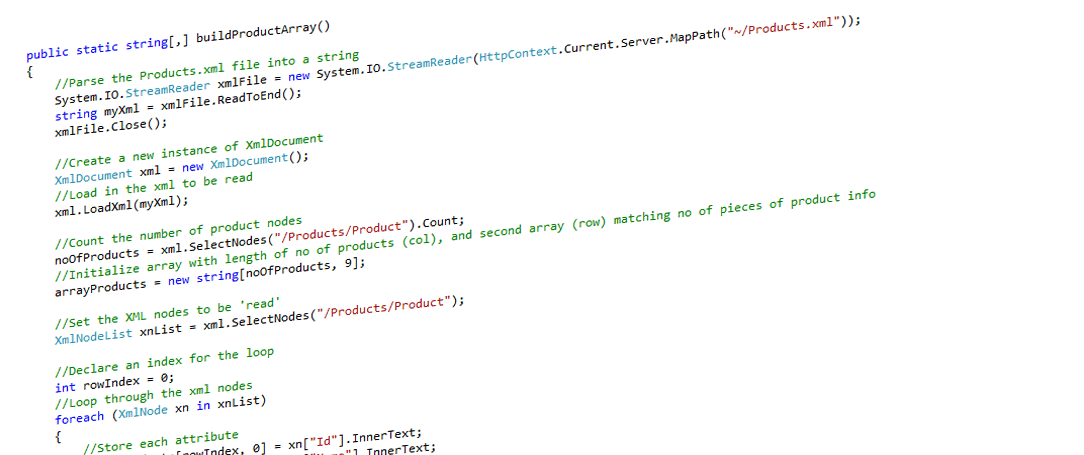 public static string[,] buildProductArray()
{
//Parse the Products.xml file into a string
System.IO.StreamReader xmlFile = new System.IO.StreamReader(HttpContext.Current.Server.MapPath("~/Products.xml"));
string myXml = xmlFile.ReadToEnd();
xmlFile.Close();
//Create a new instance of XmlDocument
XmlDocument xml = new XmlDocument();
//Load in the xml to be read
xml.LoadXml(myXml);
//Count the number of product nodes
noOfProducts = xml.SelectNodes("/Products/Product").Count;
//Initialize array with length of no of products (col), and second array (row) matching no of pieces of product info
arrayProducts = new string[noOfProducts, 9];
//Set the XML nodes to be 'read'
XmlNodeList xnList = xml.SelectNodes("/Products/Product");
//Declare an index for the loop
int rowIndex = 0;
//Loop through the xml nodes
foreach (XmlNode xn in xnList)
{
//Store each attribute
[rowIndex, 0] = xn["Id"].InnerText;
.InnerText;